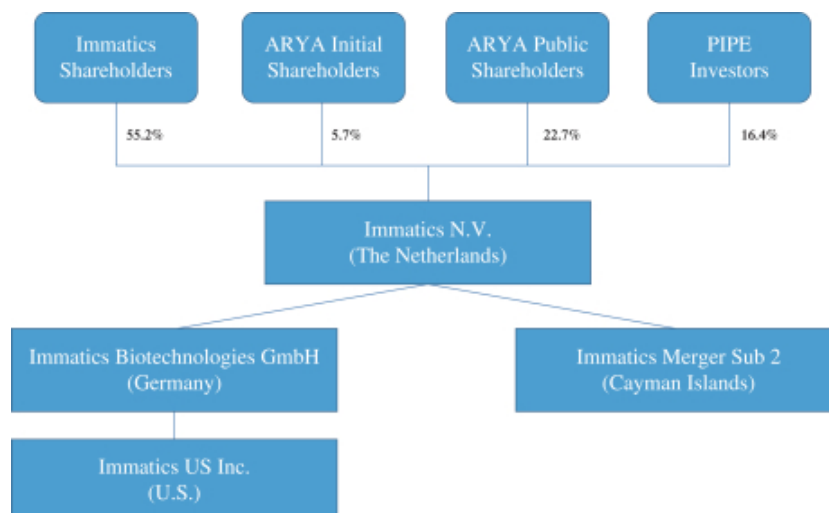 Immatics
Shareholders
ARYA Initial
Shareholders
ARYA Public
Shareholders
PIPE
Investors
55.2%
5.7%
22.7%
16.4%
Immatics N.V.
(The Netherlands)
Immatics Biotechnologies GmbH
(Germany)
Immatics Merger Sub 2
(Cayman Islands)
Immatics US Inc.
(U.S.)